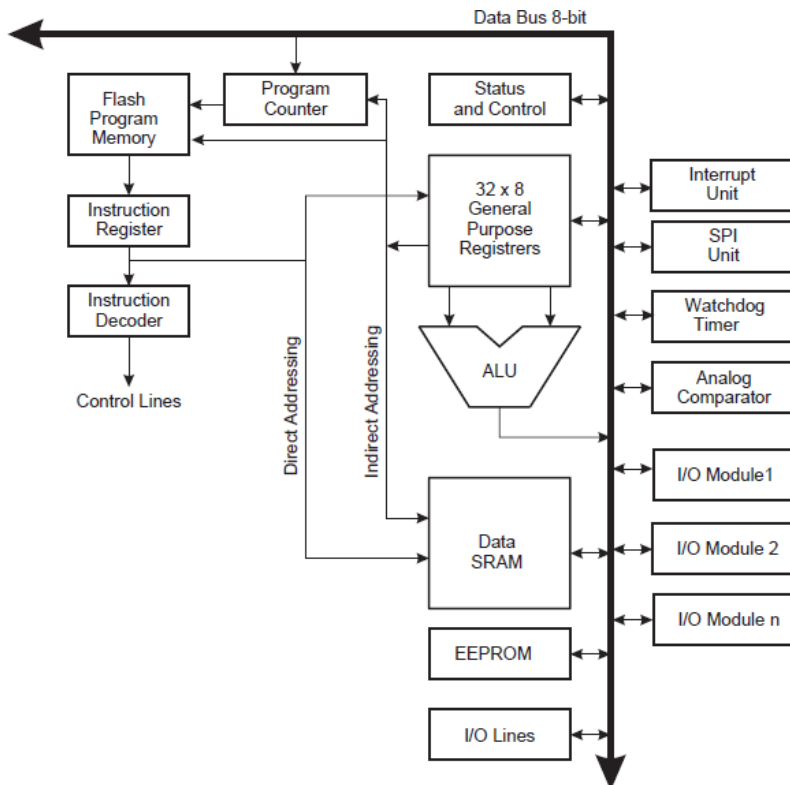 Data Bus 8-bit
Flash
Program
Memory
Program
Counter
Status
and Control
Interrupt
Unit
32 x 8
General
Purpose
Registrers
Instruction
Register
SPI
Unit
Instruction
Decoder
Watchdog
Timer
Direct Addressing
Indirect Addressing
ALU
Analog
Comparator
Control Lines
I/O Module1
Data
SRAM
I/O Module 2
I/O Module n
EEPROM
I/O Lines